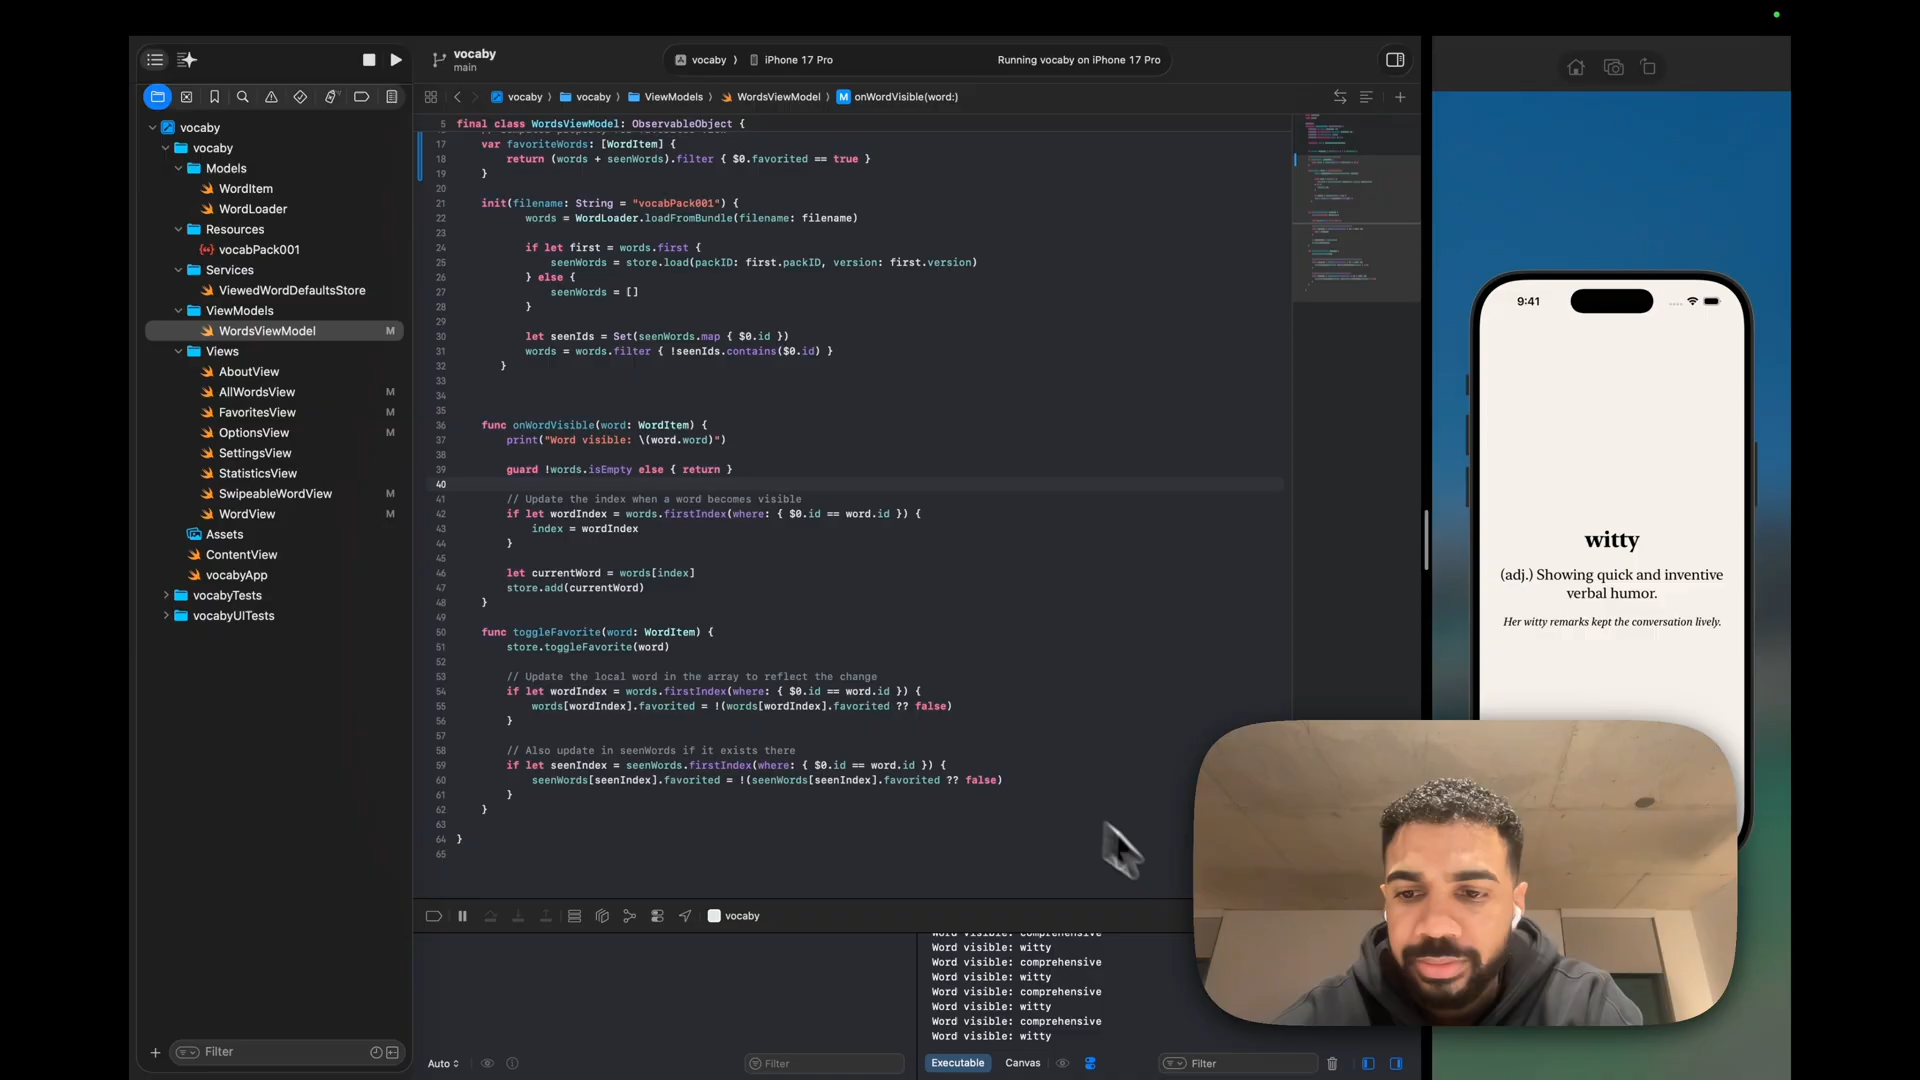 vocaby
main
vocaby
iPhone 17 Pro
Running vocaby on iPhone 17 Pro
vocaby
vocaby
Models
WordItem
WordLoader
Resources
vocabPack001
Services
ViewedWordDefaultsStore
ViewModels
WordsViewModel M
Views
AboutView
AllWordsView M
FavoritesView M
OptionsView M
SettingsView
StatisticsView
SwipeableWordView M
WordView M
Assets
ContentView
vocabyApp
vocabyTests
vocabyUITests
Filter
vocaby 〉 vocaby 〉 ViewModels 〉 WordsViewModel 〉 M onWordVisible(word:)
5 final class WordsViewModel: ObservableObject {
17 var favoriteWords: [WordItem] {
18 return (words + seenWords).filter { $0.favorited == true }
19 }
20
21 init(filename: String = "vocabPack001") {
22 words = WordLoader.loadFromBundle(filename: filename)
23
24 if let first = words.first {
25 seenWords = store.load(packID: first.packID, version: first.version)
26 } else {
27 seenWords = []
28 }
29
30 let seenIds = Set(seenWords.map { $0.id })
31 words = words.filter { !seenIds.contains($0.id) }
32 }
33
34
35
36 func onWordVisible(word: WordItem) {
37 print("Word visible: \(word.word)")
38
39 guard !words.isEmpty else { return }
40
41 // Update the index when a word becomes visible
42 if let wordIndex = words.firstIndex(where: { $0.id == word.id }) {
43 index = wordIndex
44 }
45
46 let currentWord = words[index]
47 store.add(currentWord)
48 }
49
50 func toggleFavorite(word: WordItem) {
51 store.toggleFavorite(word)
52
53 // Update the local word in the array to reflect the change
54 if let wordIndex = words.firstIndex(where: { $0.id == word.id }) {
55 words[wordIndex].favorited = !(words[wordIndex].favorited ?? false)
56 }
57
58 // Also update in seenWords if it exists there
59 if let seenIndex = seenWords.firstIndex(where: { $0.id == word.id }) {
60 seenWords[seenIndex].favorited = !(seenWords[seenIndex].favorited ?? false)
61 }
62 }
63
64 }
65
vocaby
Auto
Filter
Word visible: comprehensive
Word visible: witty
Word visible: comprehensive
Word visible: witty
Word visible: comprehensive
Word visible: witty
Word visible: comprehensive
Word visible: witty
Executable
Canvas
Filter
9:41
witty
(adj.) Showing quick and inventive
verbal humor.
Her witty remarks kept the conversation lively.